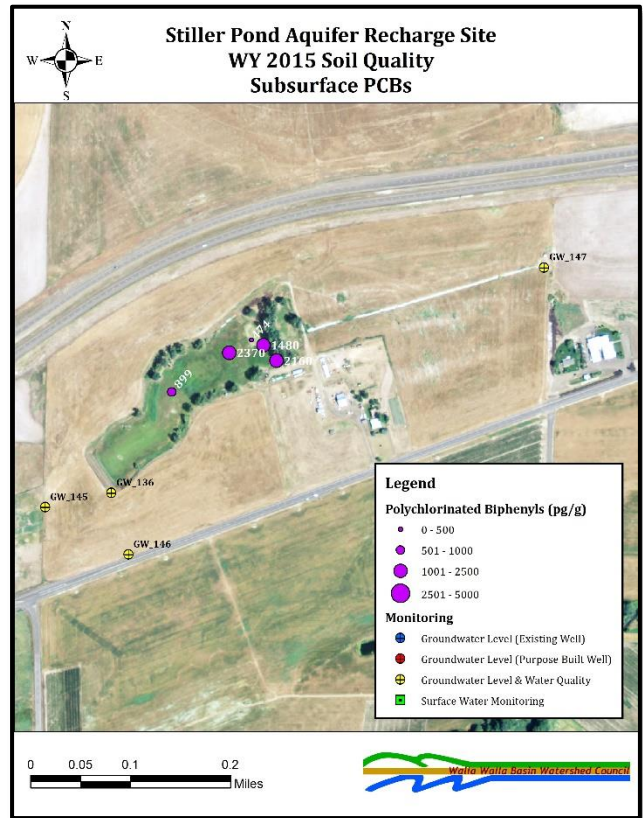 N
W E
S
Stiller Pond Aquifer Recharge Site
WY 2015 Soil Quality
Subsurface PCBs
GW_147
474
1480
2370
2160
899
GW_136
GW_145
GW_146
Legend
Polychlorinated Biphenyls (pg/g)
0 - 500
501 - 1000
1001 - 2500
2501 - 5000
Monitoring
Groundwater Level (Existing Well)
Groundwater Level (Purpose Built Well)
Groundwater Level & Water Quality
Surface Water Monitoring
0 0.05 0.1 0.2
Miles
Walla Walla Basin Watershed Council